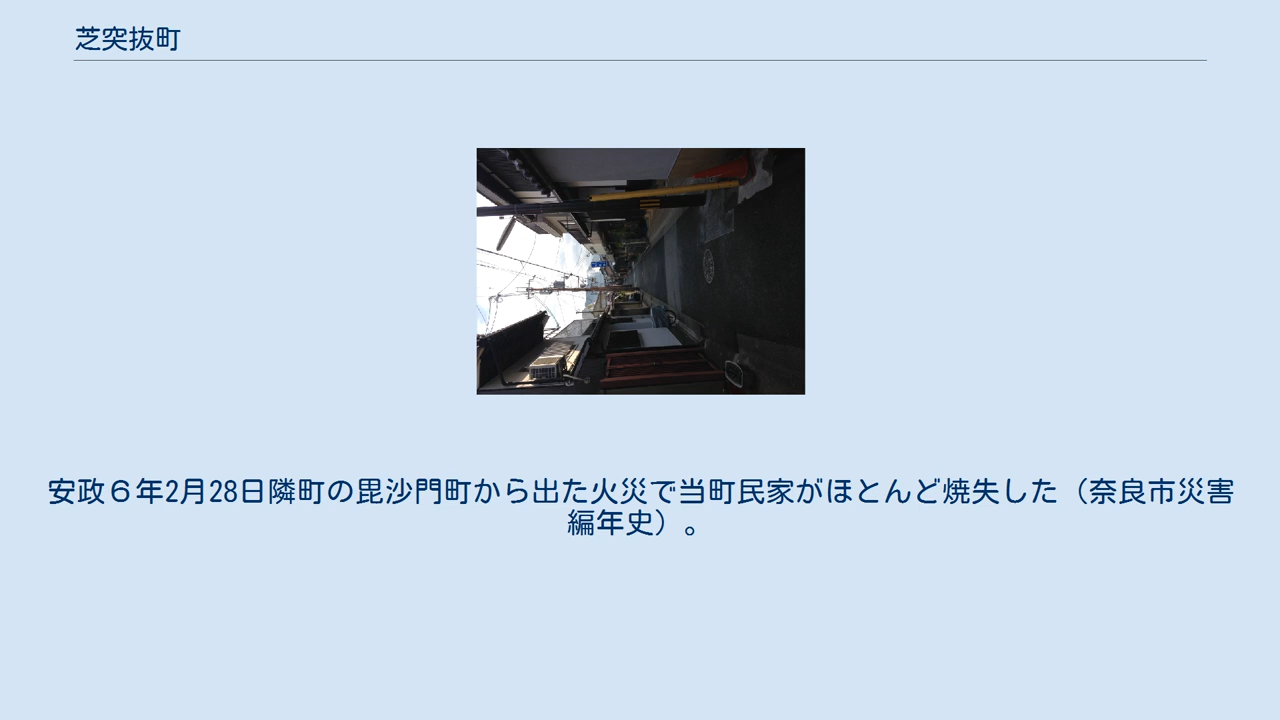 芝突抜町
安政６年2月28日隣町の毘沙門町から出た火災で当町民家がほとんど焼失した（奈良市災害
編年史）。